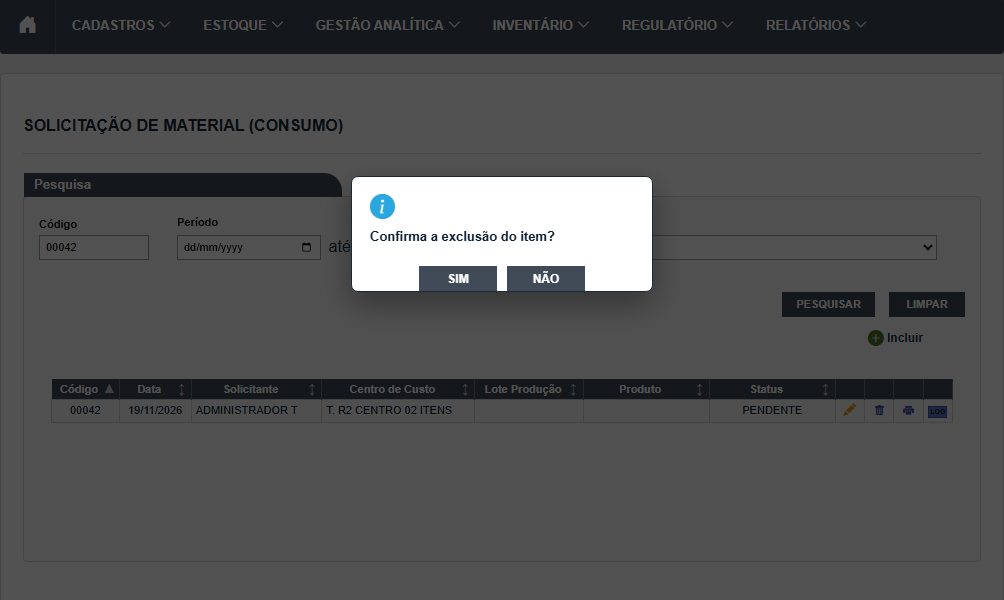 CADASTROS ESTOQUE GESTÃO ANALÍTICA INVENTÁRIO REGULATÓRIO RELATÓRIOS
SOLICITAÇÃO DE MATERIAL (CONSUMO)
Pesquisa
Código Período
00042 dd/mm/yyyy até
i
Confirma a exclusão do item?
SIM NÃO
PESQUISAR LIMPAR
Incluir
Código Data Solicitante Centro de Custo Lote Produção Produto Status
00042 19/11/2026 ADMINISTRADOR T T. R2 CENTRO 02 ITENS PENDENTE LOG